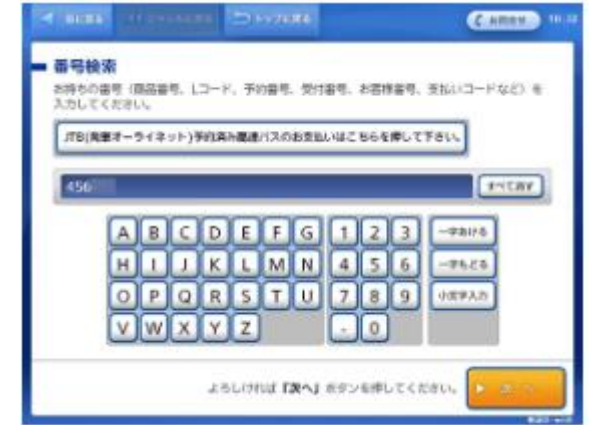 前に戻る
トップに戻る
お問合せ
番号検索
お持ちの番号（商品番号、Lコード、予約番号、受付番号、お客様番号、支払いコードなど）を
入力してください。
JTB(発車オーライネット)予約済み高速バスのお支払いはこちらを押して下さい。
456
すべて消す
A B C D E F G 1 2 3 一字あける
H I J K L M N 4 5 6 一字もどる
O P Q R S T U 7 8 9 小文字入力
V W X Y Z - 0
よろしければ『次へ』ボタンを押してください。
次へ